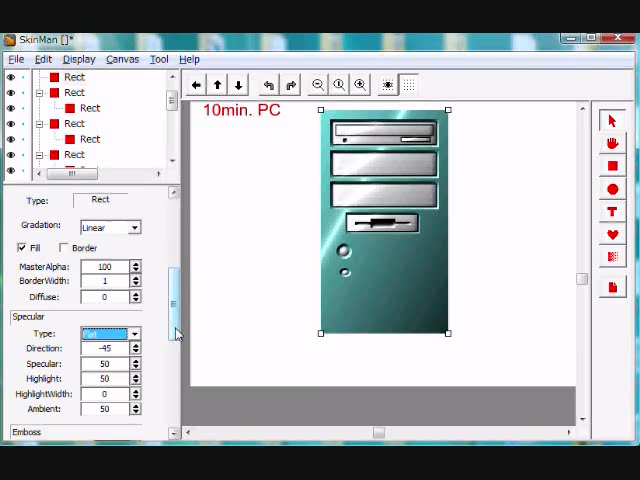 SkinMan []*
File Edit Display Canvas Tool Help
Rect
Rect
Rect
Rect
Rect
Rect
10min. PC
Type: Rect
Gradation: Linear
Fill Border
MasterAlpha: 100
BorderWidth: 1
Diffuse: 0
Specular
Type: Flat
Direction: -45
Specular: 50
Highlight: 50
HighlightWidth: 0
Ambient: 50
Emboss